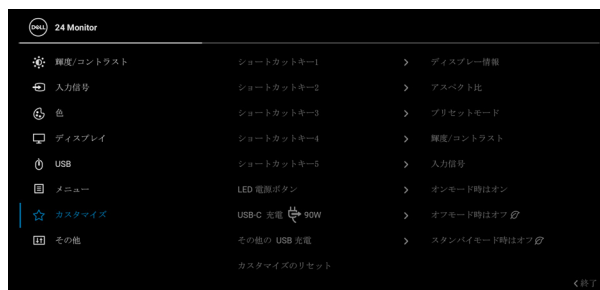 DELL 24 Monitor
輝度/コントラスト ショートカットキー1 > ディスプレー情報
入力信号 ショートカットキー2 > アスペクト比
色 ショートカットキー3 > プリセットモード
ディスプレイ ショートカットキー4 > 輝度/コントラスト
USB ショートカットキー5 > 入力信号
メニュー LED 電源ボタン > オンモード時はオン
カスタマイズ USB-C 充電 90W > オフモード時はオフ
その他 その他の USB 充電 > スタンバイモード時はオフ
カスタマイズのリセット
<終了